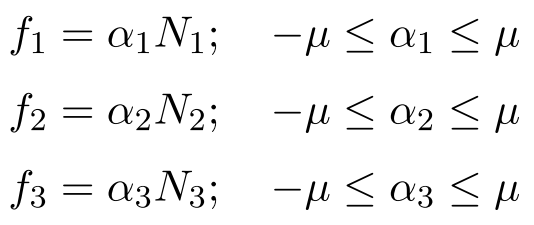 f₁ = α₁N₁; −μ ≤ α₁ ≤ μ
f₂ = α₂N₂; −μ ≤ α₂ ≤ μ
f₃ = α₃N₃; −μ ≤ α₃ ≤ μ